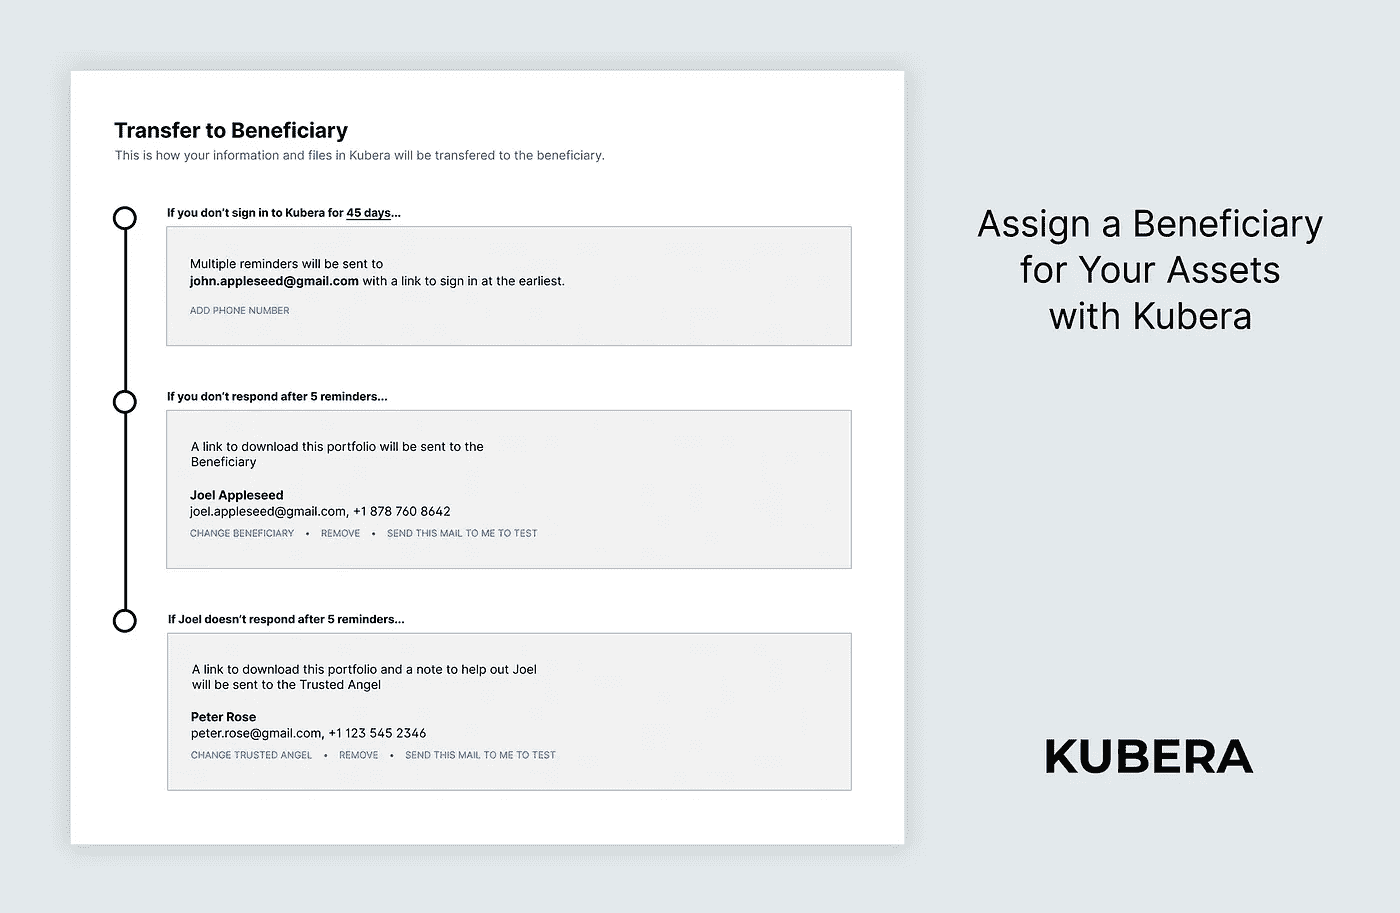 Transfer to Beneficiary
This is how your information and files in Kubera will be transfered to the beneficiary.
If you don't sign in to Kubera for 45 days...
Multiple reminders will be sent to
john.appleseed@gmail.com with a link to sign in at the earliest.
ADD PHONE NUMBER
If you don't respond after 5 reminders...
A link to download this portfolio will be sent to the
Beneficiary
Joel Appleseed
joel.appleseed@gmail.com, +1 878 760 8642
CHANGE BENEFICIARY • REMOVE • SEND THIS MAIL TO ME TO TEST
If Joel doesn't respond after 5 reminders...
A link to download this portfolio and a note to help out Joel
will be sent to the Trusted Angel
Peter Rose
peter.rose@gmail.com, +1 123 545 2346
CHANGE TRUSTED ANGEL • REMOVE • SEND THIS MAIL TO ME TO TEST
Assign a Beneficiary
for Your Assets
with Kubera
KUBERA